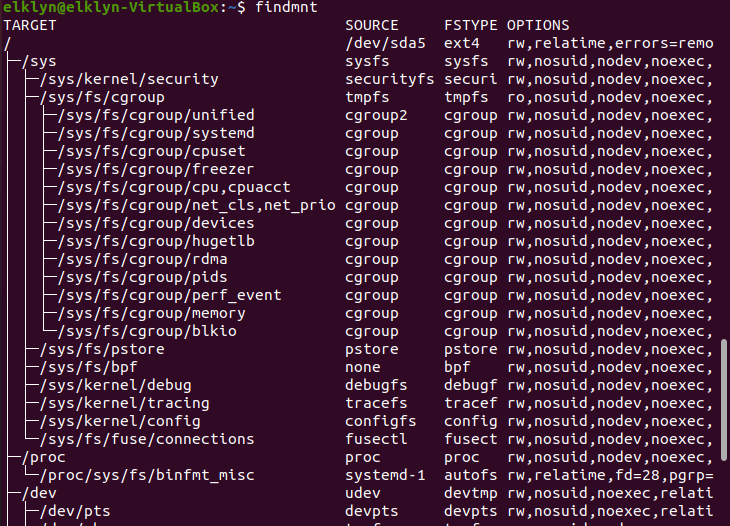 elklyn@elklyn-VirtualBox:~$ findmnt
TARGET SOURCE FSTYPE OPTIONS
/ /dev/sda5 ext4 rw,relatime,errors=remo
├─/sys sysfs sysfs rw,nosuid,nodev,noexec,
│ ├─/sys/kernel/security securityfs securi rw,nosuid,nodev,noexec,
│ ├─/sys/fs/cgroup tmpfs tmpfs ro,nosuid,nodev,noexec,
│ │ ├─/sys/fs/cgroup/unified cgroup2 cgroup rw,nosuid,nodev,noexec,
│ │ ├─/sys/fs/cgroup/systemd cgroup cgroup rw,nosuid,nodev,noexec,
│ │ ├─/sys/fs/cgroup/cpuset cgroup cgroup rw,nosuid,nodev,noexec,
│ │ ├─/sys/fs/cgroup/freezer cgroup cgroup rw,nosuid,nodev,noexec,
│ │ ├─/sys/fs/cgroup/cpu,cpuacct cgroup cgroup rw,nosuid,nodev,noexec,
│ │ ├─/sys/fs/cgroup/net_cls,net_prio cgroup cgroup rw,nosuid,nodev,noexec,
│ │ ├─/sys/fs/cgroup/devices cgroup cgroup rw,nosuid,nodev,noexec,
│ │ ├─/sys/fs/cgroup/hugetlb cgroup cgroup rw,nosuid,nodev,noexec,
│ │ ├─/sys/fs/cgroup/rdma cgroup cgroup rw,nosuid,nodev,noexec,
│ │ ├─/sys/fs/cgroup/pids cgroup cgroup rw,nosuid,nodev,noexec,
│ │ ├─/sys/fs/cgroup/perf_event cgroup cgroup rw,nosuid,nodev,noexec,
│ │ ├─/sys/fs/cgroup/memory cgroup cgroup rw,nosuid,nodev,noexec,
│ │ └─/sys/fs/cgroup/blkio cgroup cgroup rw,nosuid,nodev,noexec,
│ ├─/sys/fs/pstore pstore pstore rw,nosuid,nodev,noexec,
│ ├─/sys/fs/bpf none bpf rw,nosuid,nodev,noexec,
│ ├─/sys/kernel/debug debugfs debugf rw,nosuid,nodev,noexec,
│ ├─/sys/kernel/tracing tracefs tracef rw,nosuid,nodev,noexec,
│ ├─/sys/kernel/config configfs config rw,nosuid,nodev,noexec,
│ └─/sys/fs/fuse/connections fusectl fusect rw,nosuid,nodev,noexec,
├─/proc proc proc rw,nosuid,nodev,noexec,
│ └─/proc/sys/fs/binfmt_misc systemd-1 autofs rw,relatime,fd=28,pgrp=
├─/dev udev devtmp rw,nosuid,noexec,relati
│ ├─/dev/pts devpts devpts rw,nosuid,noexec,relati